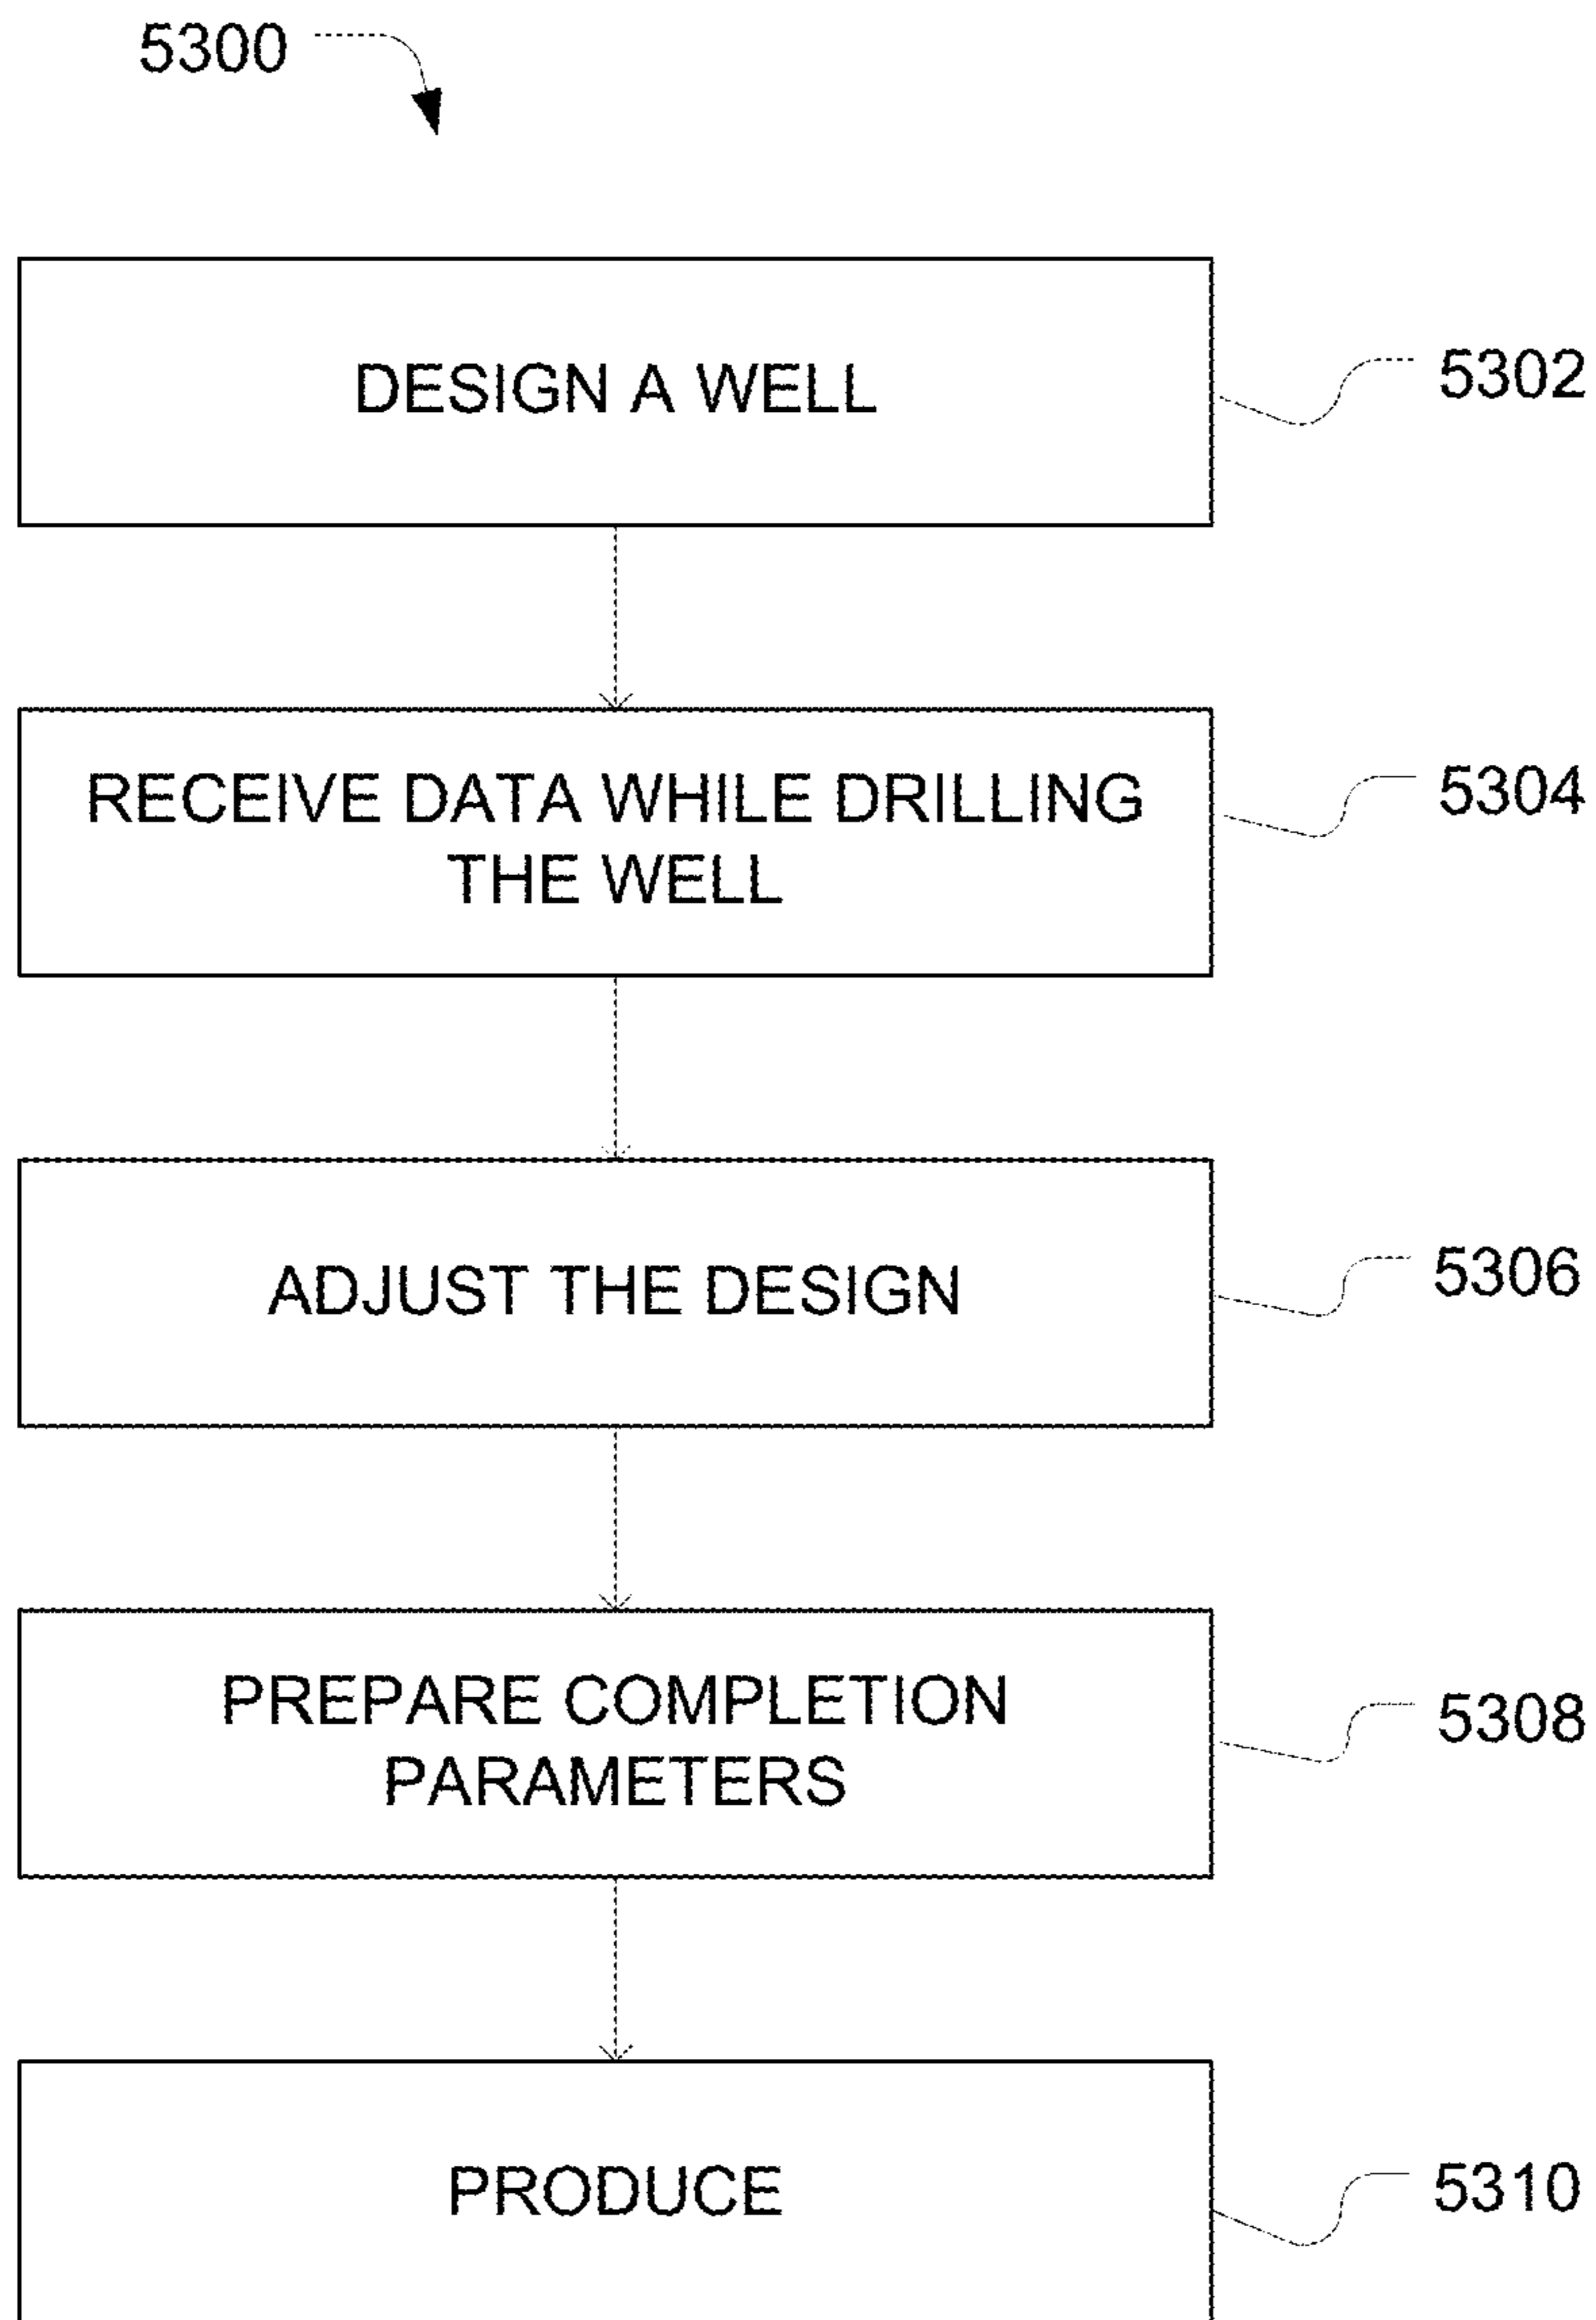 5300
DESIGN A WELL
5302
RECEIVE DATA WHILE DRILLING
THE WELL
5304
ADJUST THE DESIGN
5306
PREPARE COMPLETION
PARAMETERS
5308
PRODUCE
5310